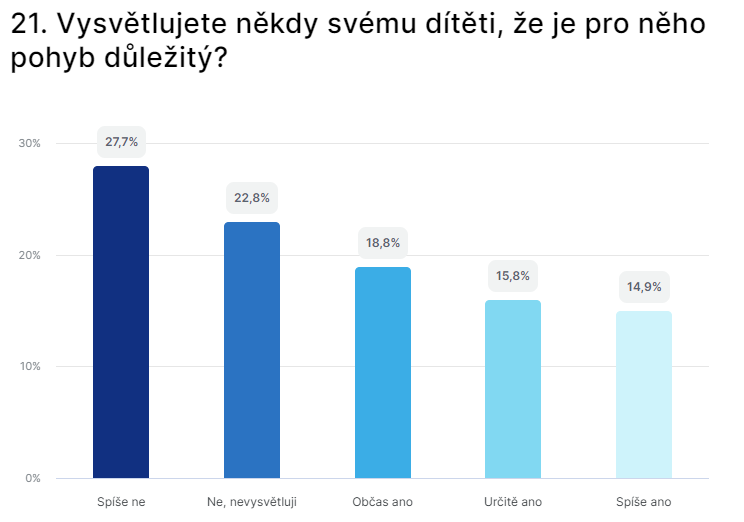 21. Vysvětlujete někdy svému dítěti, že je pro něho
pohyb důležitý?
30%
27,7%
22,8%
20%
18,8%
15,8%
14,9%
10%
0%
Spíše ne
Ne, nevysvětluji
Občas ano
Určitě ano
Spíše ano